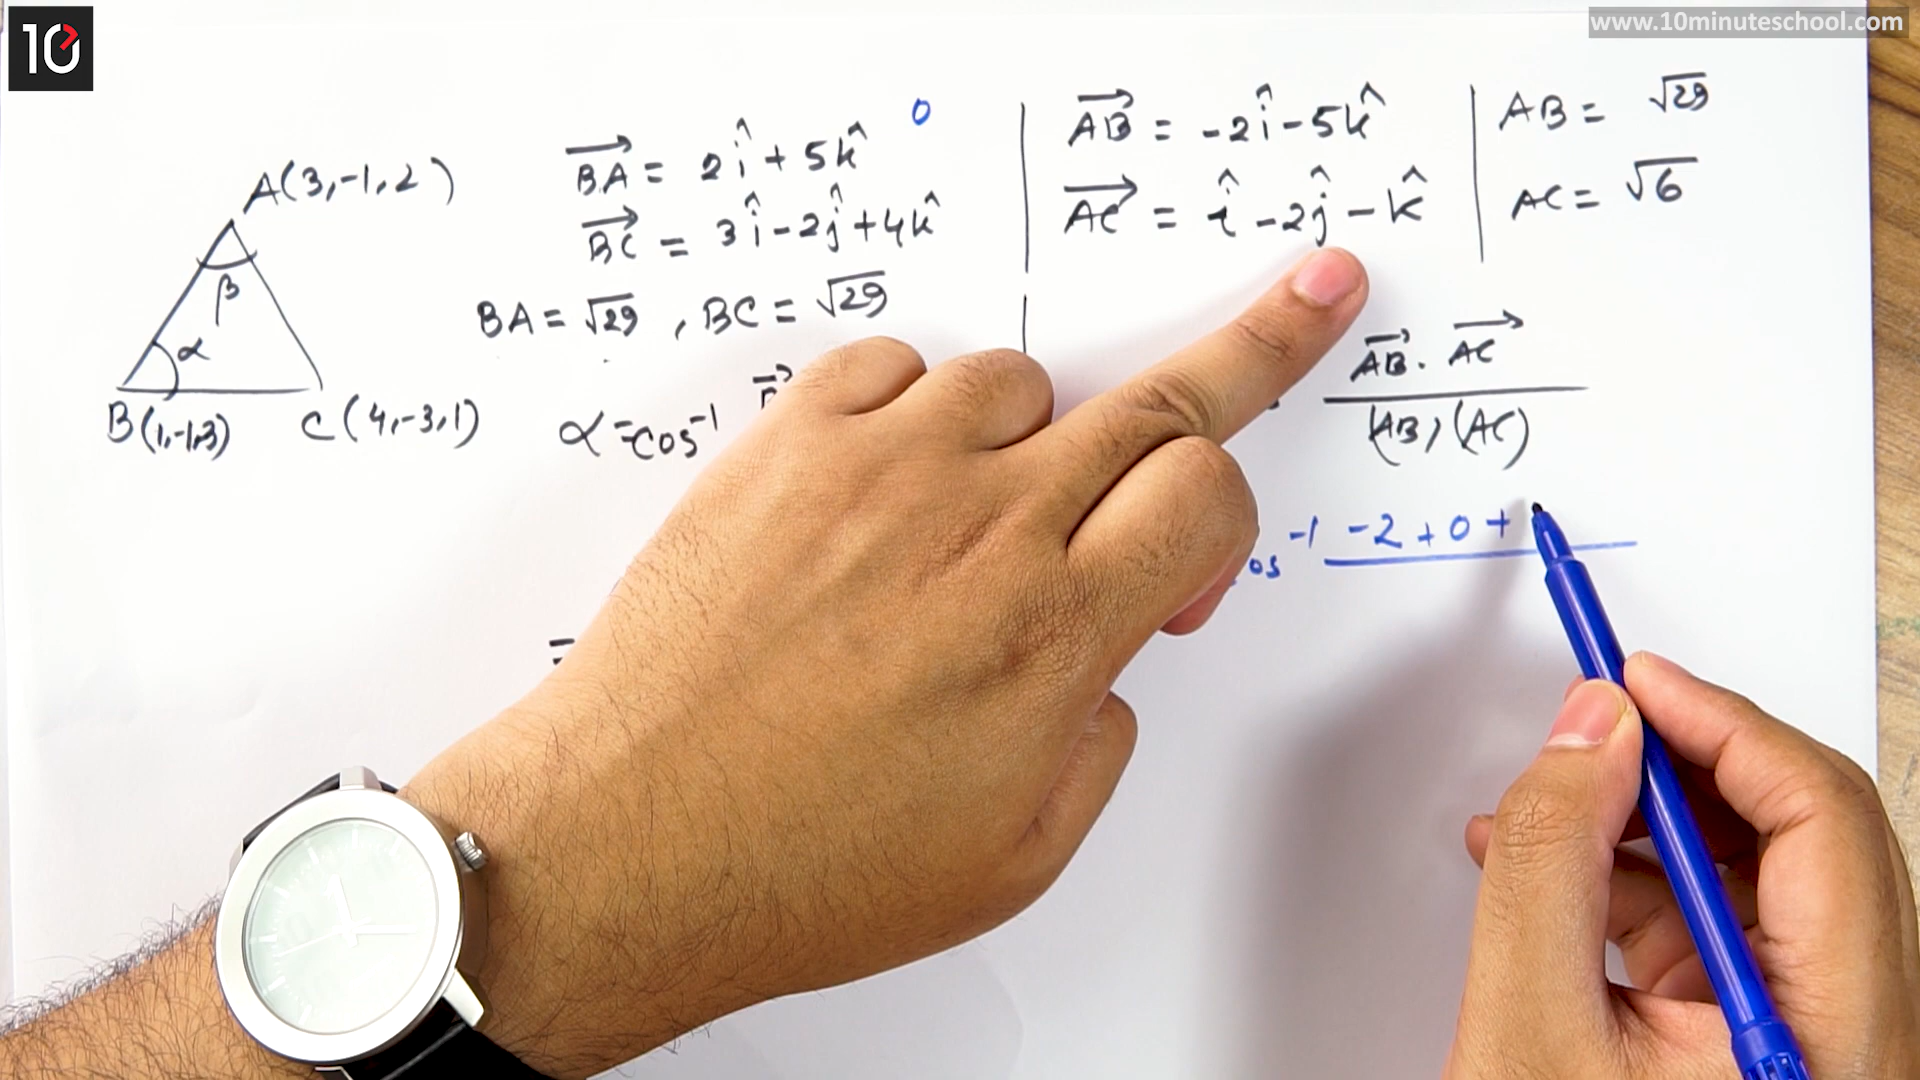 10
www.10minuteschool.com
A(3,-1,2)
β
α
B(1,-1,3)
C(4,-3,1)
0
BA→ = 2î + 5k̂
BC→ = 3î - 2ĵ + 4k̂
BA = √29 , BC = √29
α = cos⁻¹
=
AB→ = -2î - 5k̂
AC→ = î - 2ĵ - k̂
AB = √29
AC = √6
AB→ . AC→
(AB) (AC)
os⁻¹ -2 + 0 +